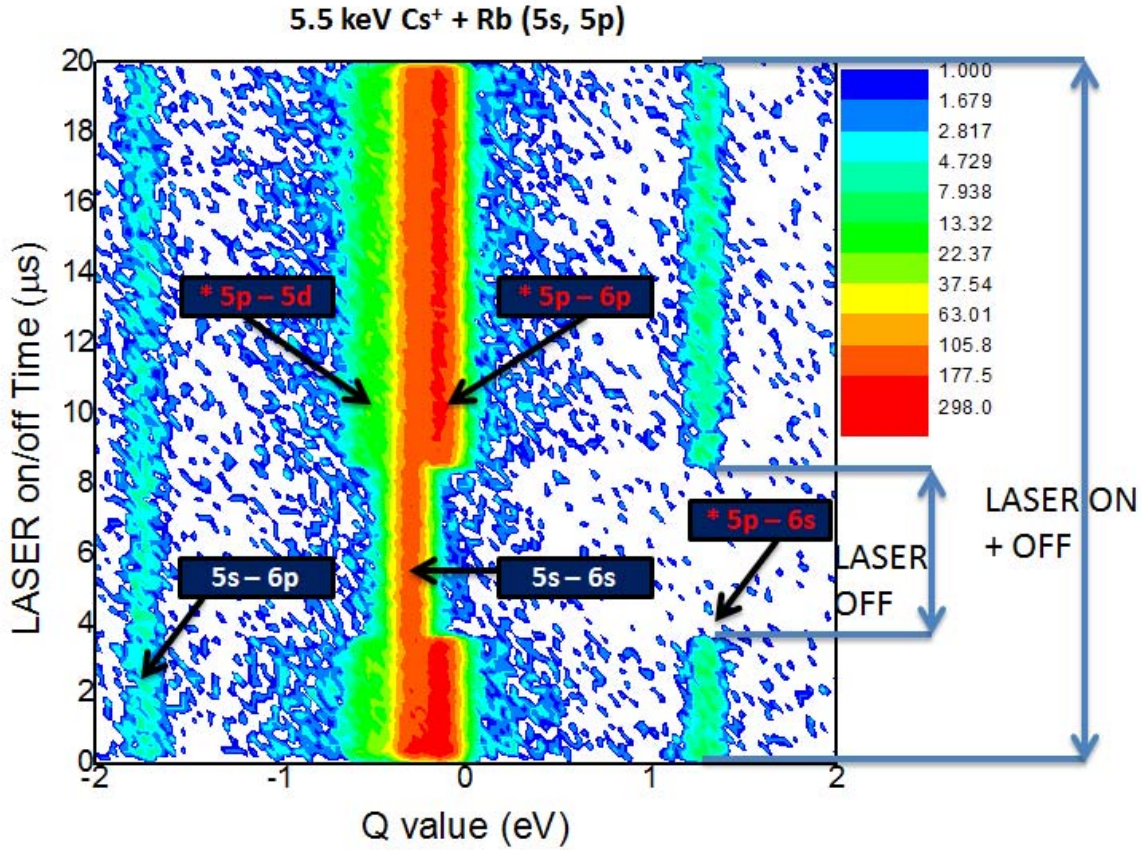 5.5 keV Cs⁺ + Rb (5s, 5p)
LASER on/off Time (µs)
20
18
16
14
12
10
8
6
4
2
0
* 5p – 5d
* 5p – 6p
* 5p – 6s
5s – 6p
5s – 6s
-2
-1
0
1
2
Q value (eV)
1.000
1.679
2.817
4.729
7.938
13.32
22.37
37.54
63.01
105.8
177.5
298.0
LASER
OFF
LASER ON
+ OFF